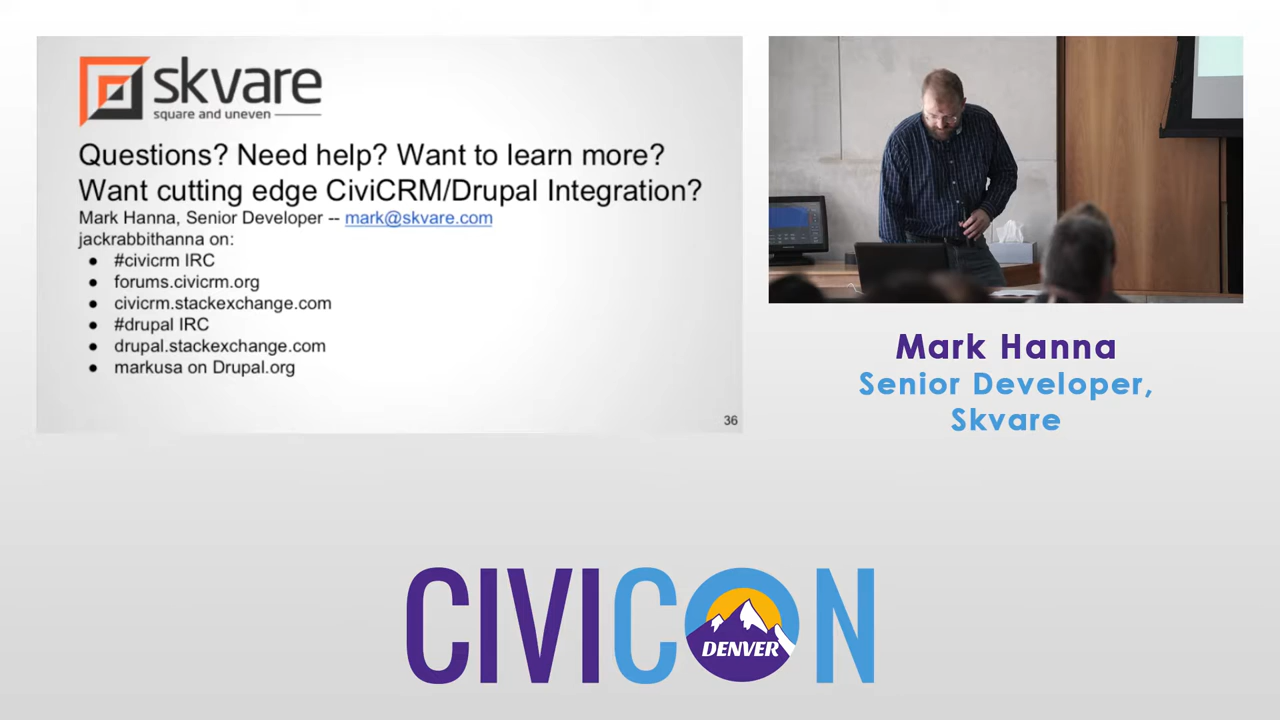 skvare
square and uneven
Questions? Need help? Want to learn more?
Want cutting edge CiviCRM/Drupal Integration?
Mark Hanna, Senior Developer -- mark@skvare.com
jackrabbithanna on:
● #civicrm IRC
● forums.civicrm.org
● civicrm.stackexchange.com
● #drupal IRC
● drupal.stackexchange.com
● markusa on Drupal.org
36
Mark Hanna
Senior Developer,
Skvare
CIVICON
DENVER